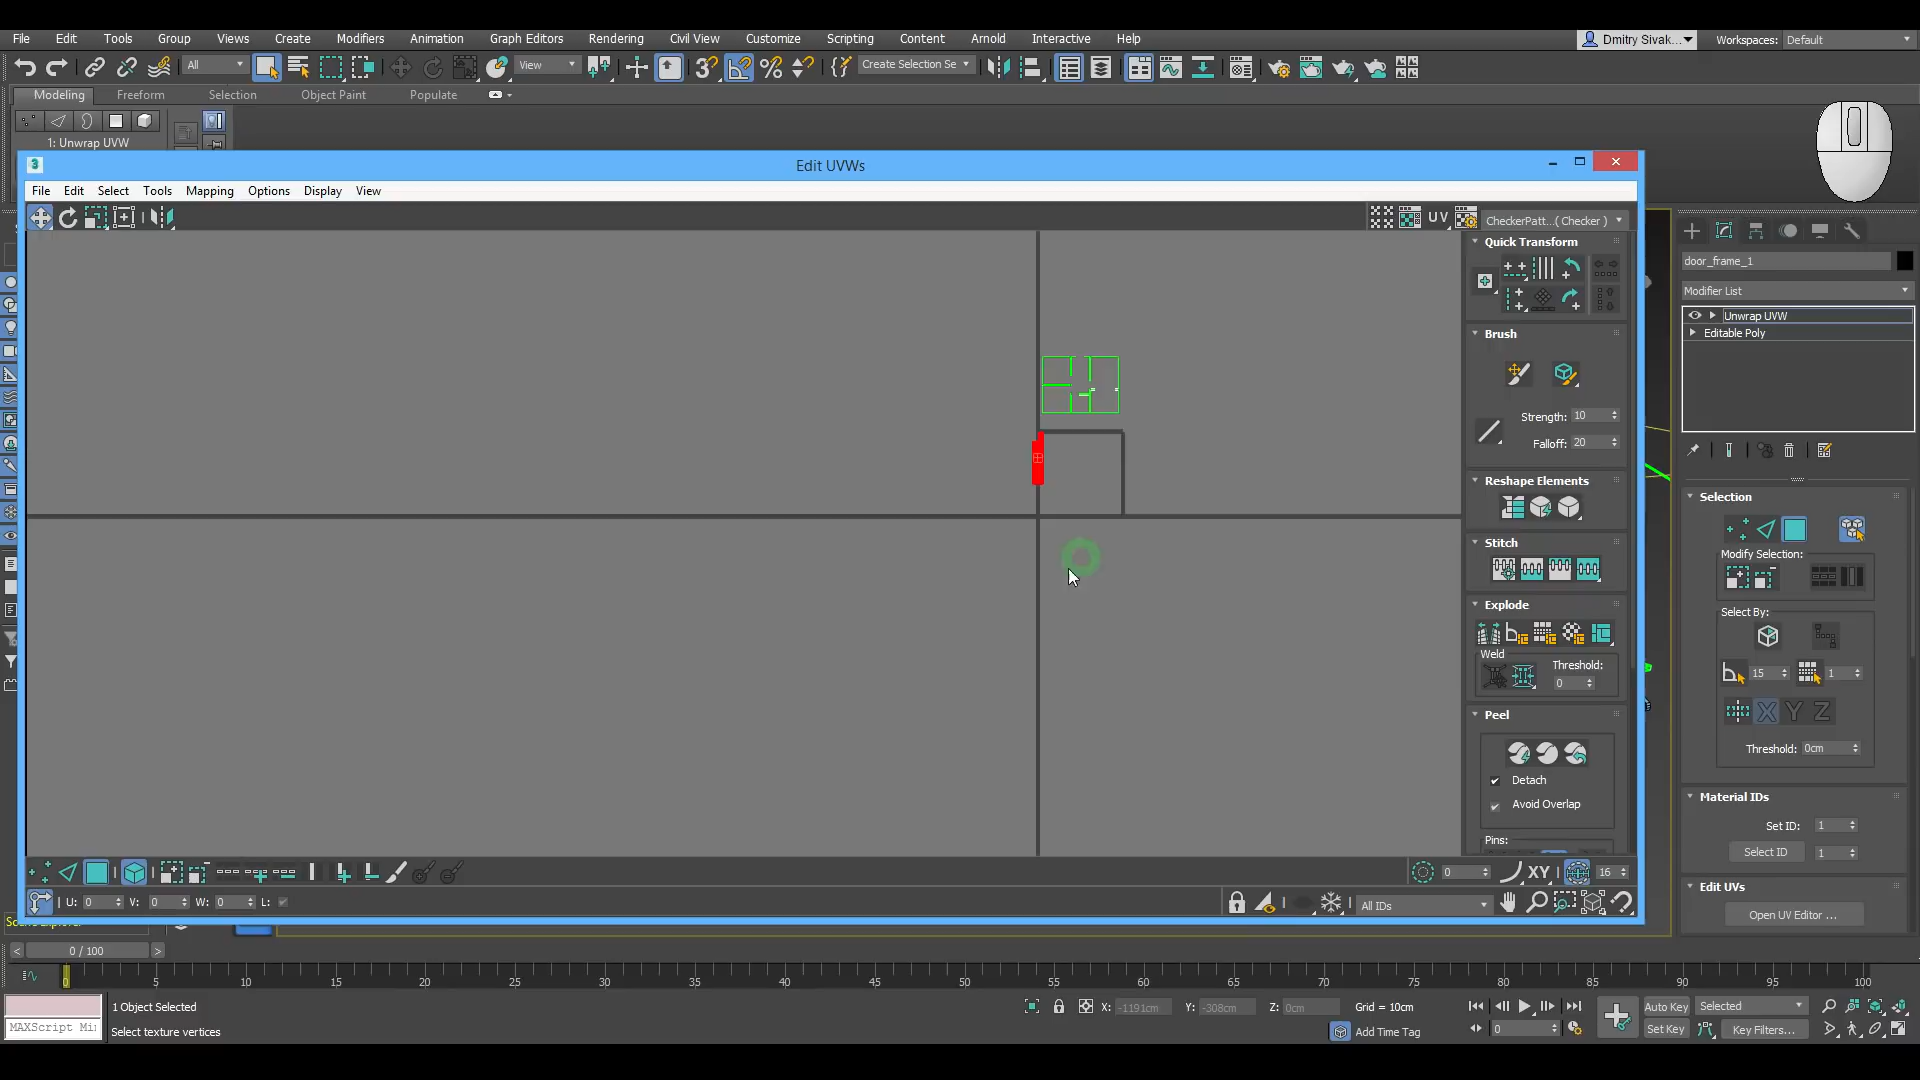 File Edit Tools Group Views Create Modifiers Animation Graph Editors Rendering Civil View Customize Scripting Content Arnold Interactive Help
Dmitry Sivak...
Workspaces: Default
All
View
Create Selection Se
Modeling Freeform Selection Object Paint Populate
1: Unwrap UVW
3
Edit UVWs
File Edit Select Tools Mapping Options Display View
UV
CheckerPatt...( Checker )
Quick Transform
Brush
Strength: 10
Falloff: 20
Reshape Elements
Stitch
Explode
Weld
Threshold:
0
Peel
Detach
Avoid Overlap
Pins:
door_frame_1
Modifier List
Unwrap UVW
Editable Poly
Selection
Modify Selection:
Select By:
15
1
X Y Z
Threshold: 0cm
Material IDs
Set ID: 1
Select ID 1
Edit UVs
Open UV Editor ...
0
XY
16
U: 0 V: 0 W: 0 L:
All IDs
0 / 100
0 5 10 15 20 25 30 35 40 45 50 55 60 65 70 75 80 85 90 95 100
1 Object Selected
X: -1191cm Y: -308cm Z: 0cm Grid = 10cm
Auto Key Selected
MAXScript Mi
Select texture vertices
Add Time Tag
0
Set Key
Key Filters...